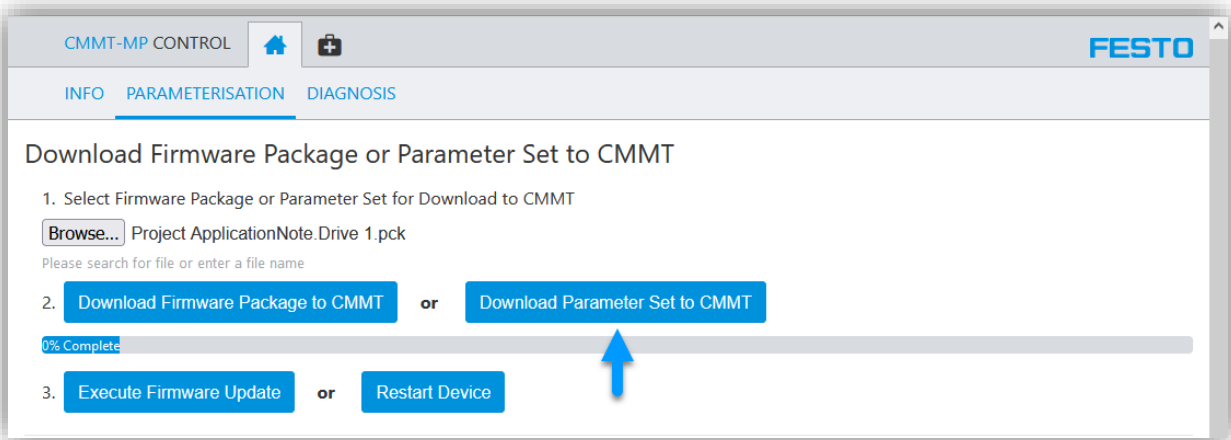 CMMT-MP CONTROL
FESTO
INFO PARAMETERISATION DIAGNOSIS
Download Firmware Package or Parameter Set to CMMT
1. Select Firmware Package or Parameter Set for Download to CMMT
Browse... Project ApplicationNote.Drive 1.pck
Please search for file or enter a file name
2. Download Firmware Package to CMMT or Download Parameter Set to CMMT
0% Complete
3. Execute Firmware Update or Restart Device